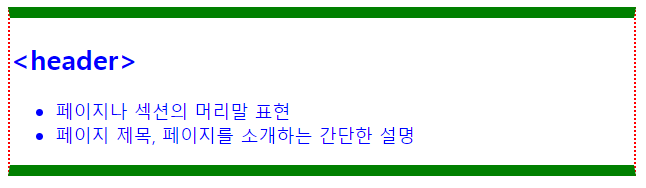 <header>
페이지나 섹션의 머리말 표현
페이지 제목, 페이지를 소개하는 간단한 설명